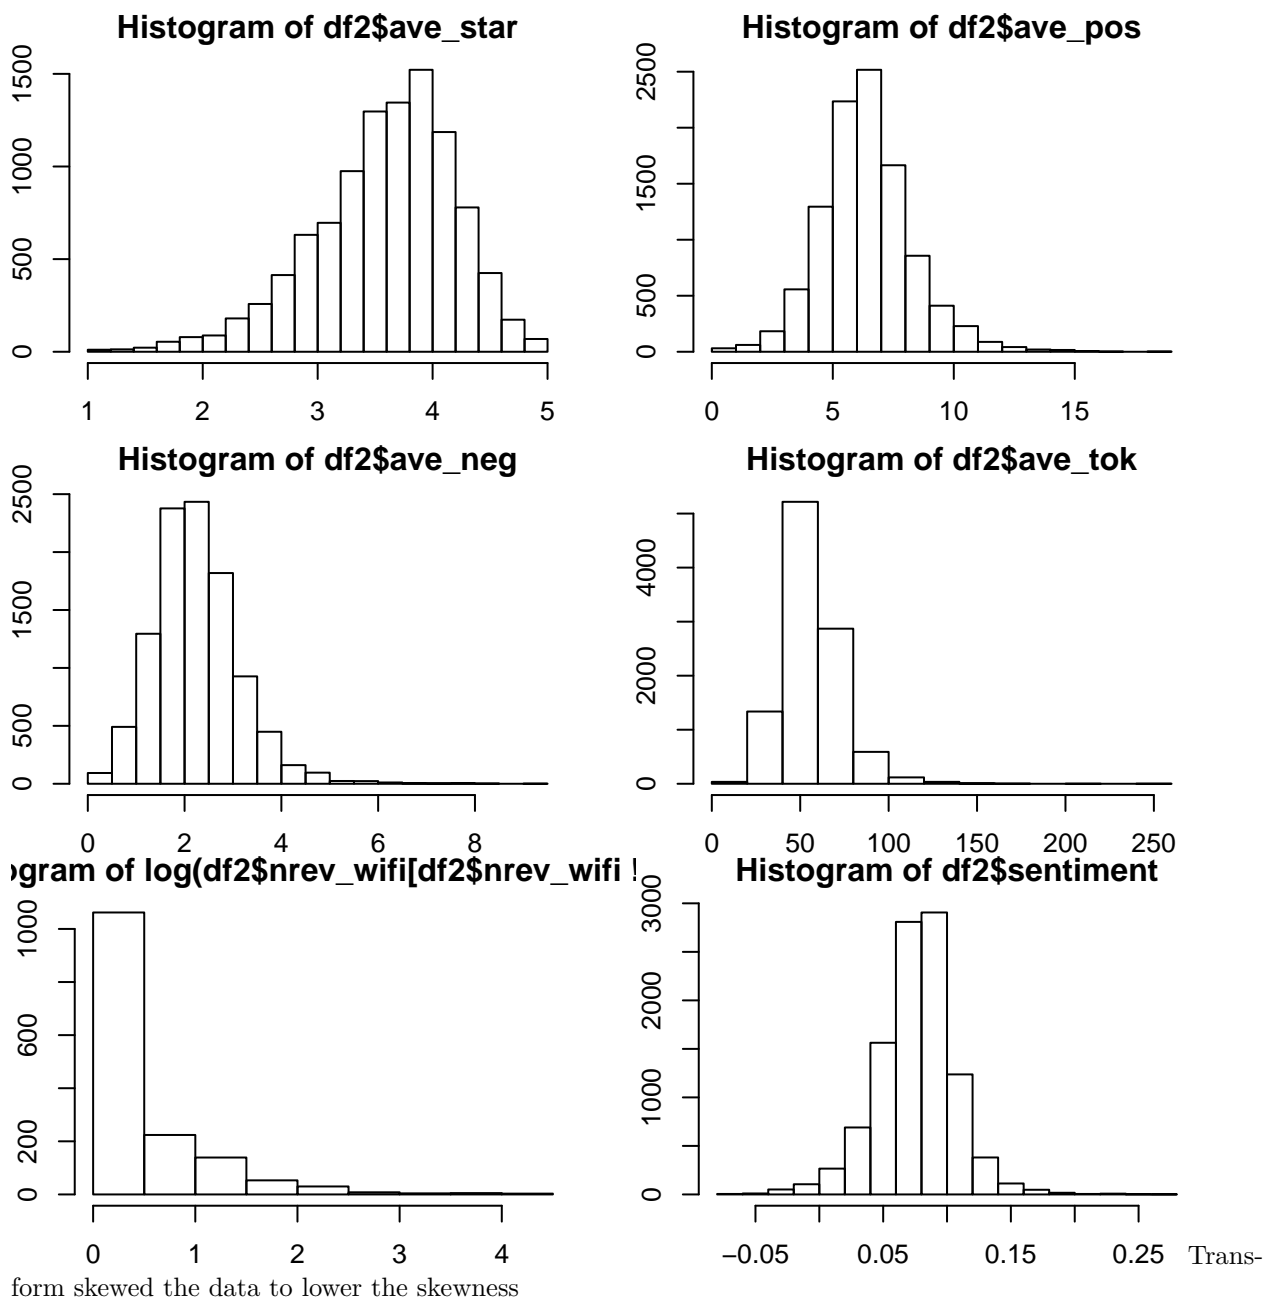 Histogram of df2$ave_star
Histogram of df2$ave_pos
1500
1000
500
0
1 2 3 4 5
2500
1500
500
0
0 5 10 15
Histogram of df2$ave_neg
Histogram of df2$ave_tok
2500
1500
500
0
0 2 4 6 8
4000
2000
0
0 50 100 150 200 250
ogram of log(df2$nrev_wifi[df2$nrev_wifi !
Histogram of df2$sentiment
1000
600
200
0
0 1 2 3 4
3000
2000
1000
0
−0.05 0.05 0.15 0.25
Trans-
form skewed the data to lower the skewness